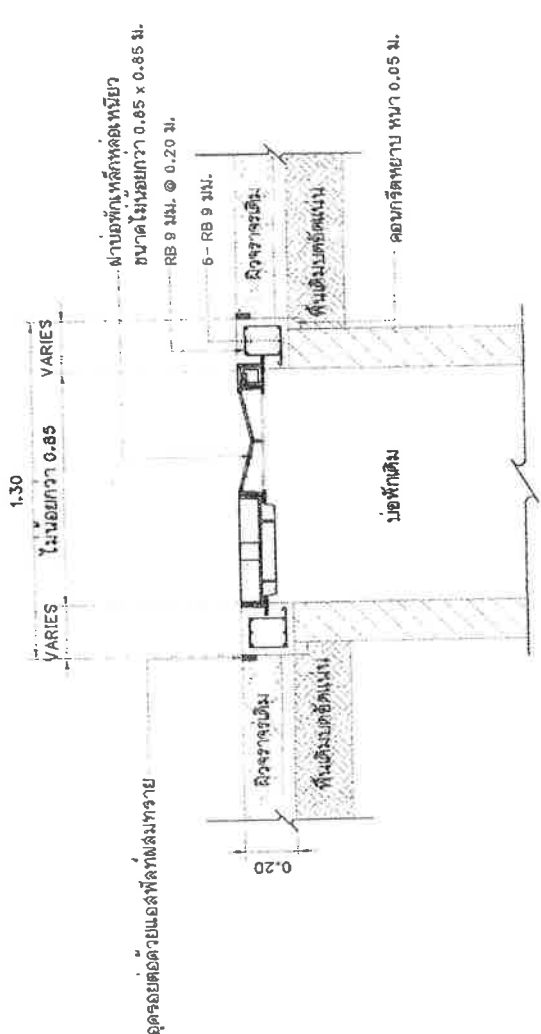 1.30
VARIES
ไม่น้อยกว่า 0.85
VARIES
ฝาบ่อพักเหล็กหล่อเหนียว
ขนาดไม่น้อยกว่า 0.85 x 0.85 ม.
RB 9 มม. @ 0.20 ม.
6- RB 9 มม.
อุดรอยต่อด้วยแอสฟัลท์ผสมทราย
ผิวจราจรเดิม
ผิวจราจรเดิม
พื้นเดิมบดอัดแน่น
พื้นเดิมบดอัดแน่น
คอนกรีตหยาบ หนา 0.05 ม.
0.20
บ่อพักเดิม